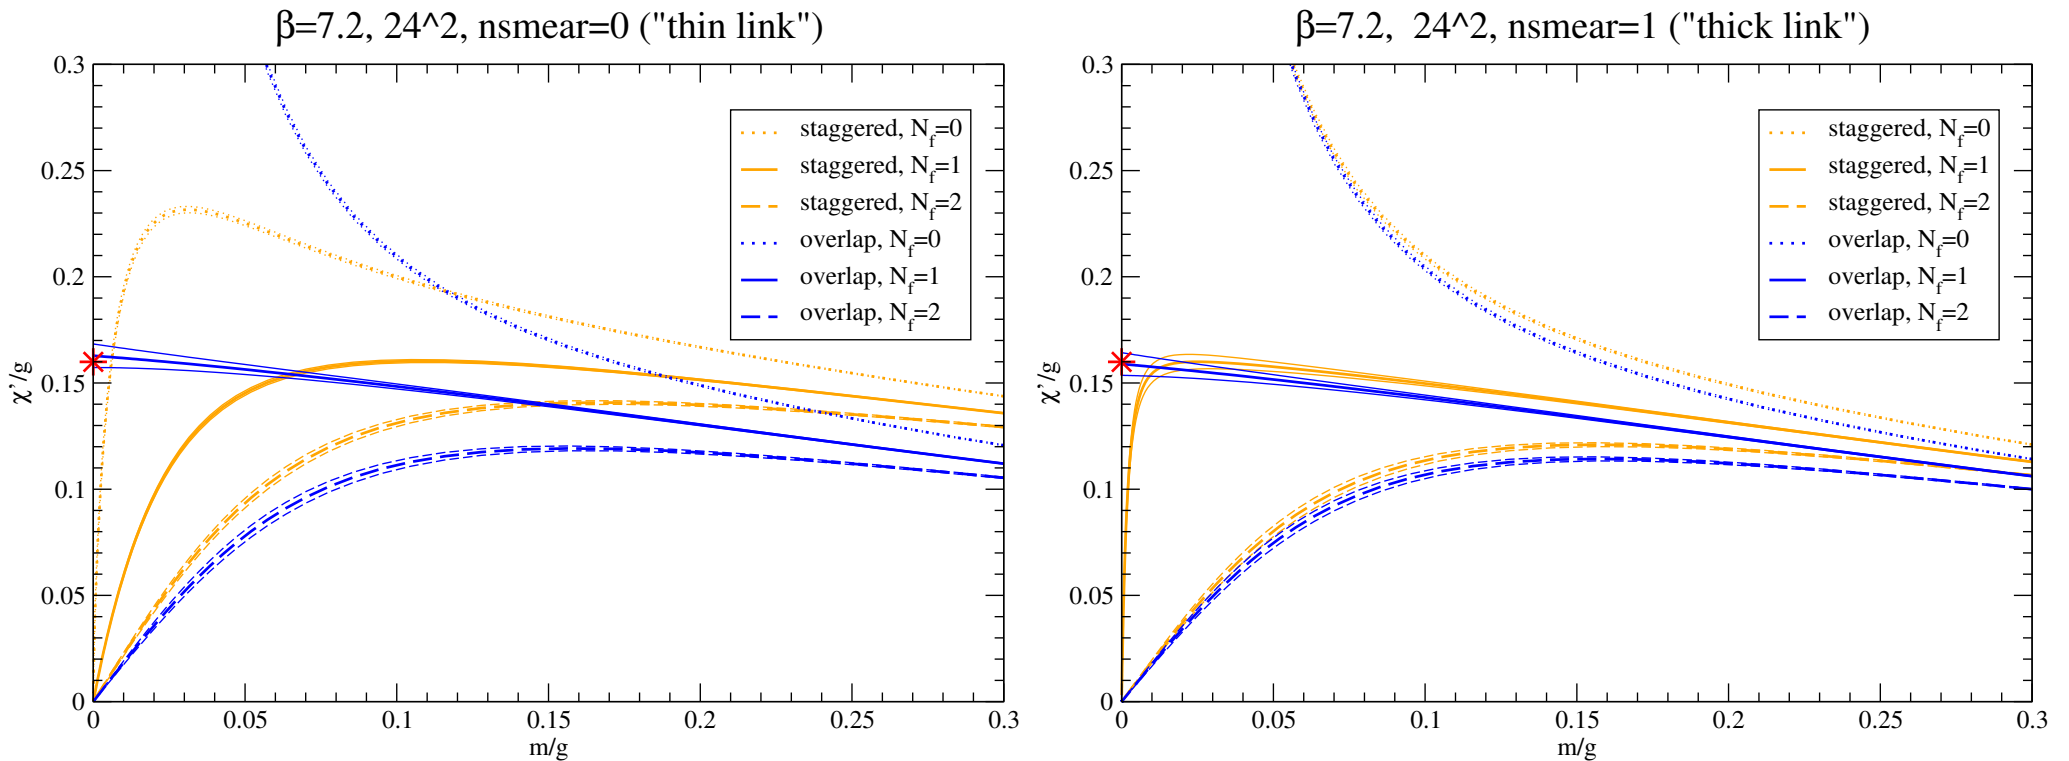 β=7.2, 24^2, nsmear=0 ("thin link")
0.3
0.25
0.2
0.15
0.1
0.05
0
χ'/g
staggered, N_f=0
staggered, N_f=1
staggered, N_f=2
overlap, N_f=0
overlap, N_f=1
overlap, N_f=2
0
0.05
0.1
0.15
0.2
0.25
0.3
m/g
β=7.2, 24^2, nsmear=1 ("thick link")
0.3
0.25
0.2
0.15
0.1
0.05
0
χ'/g
staggered, N_f=0
staggered, N_f=1
staggered, N_f=2
overlap, N_f=0
overlap, N_f=1
overlap, N_f=2
0
0.05
0.1
0.15
0.2
0.25
0.3
m/g